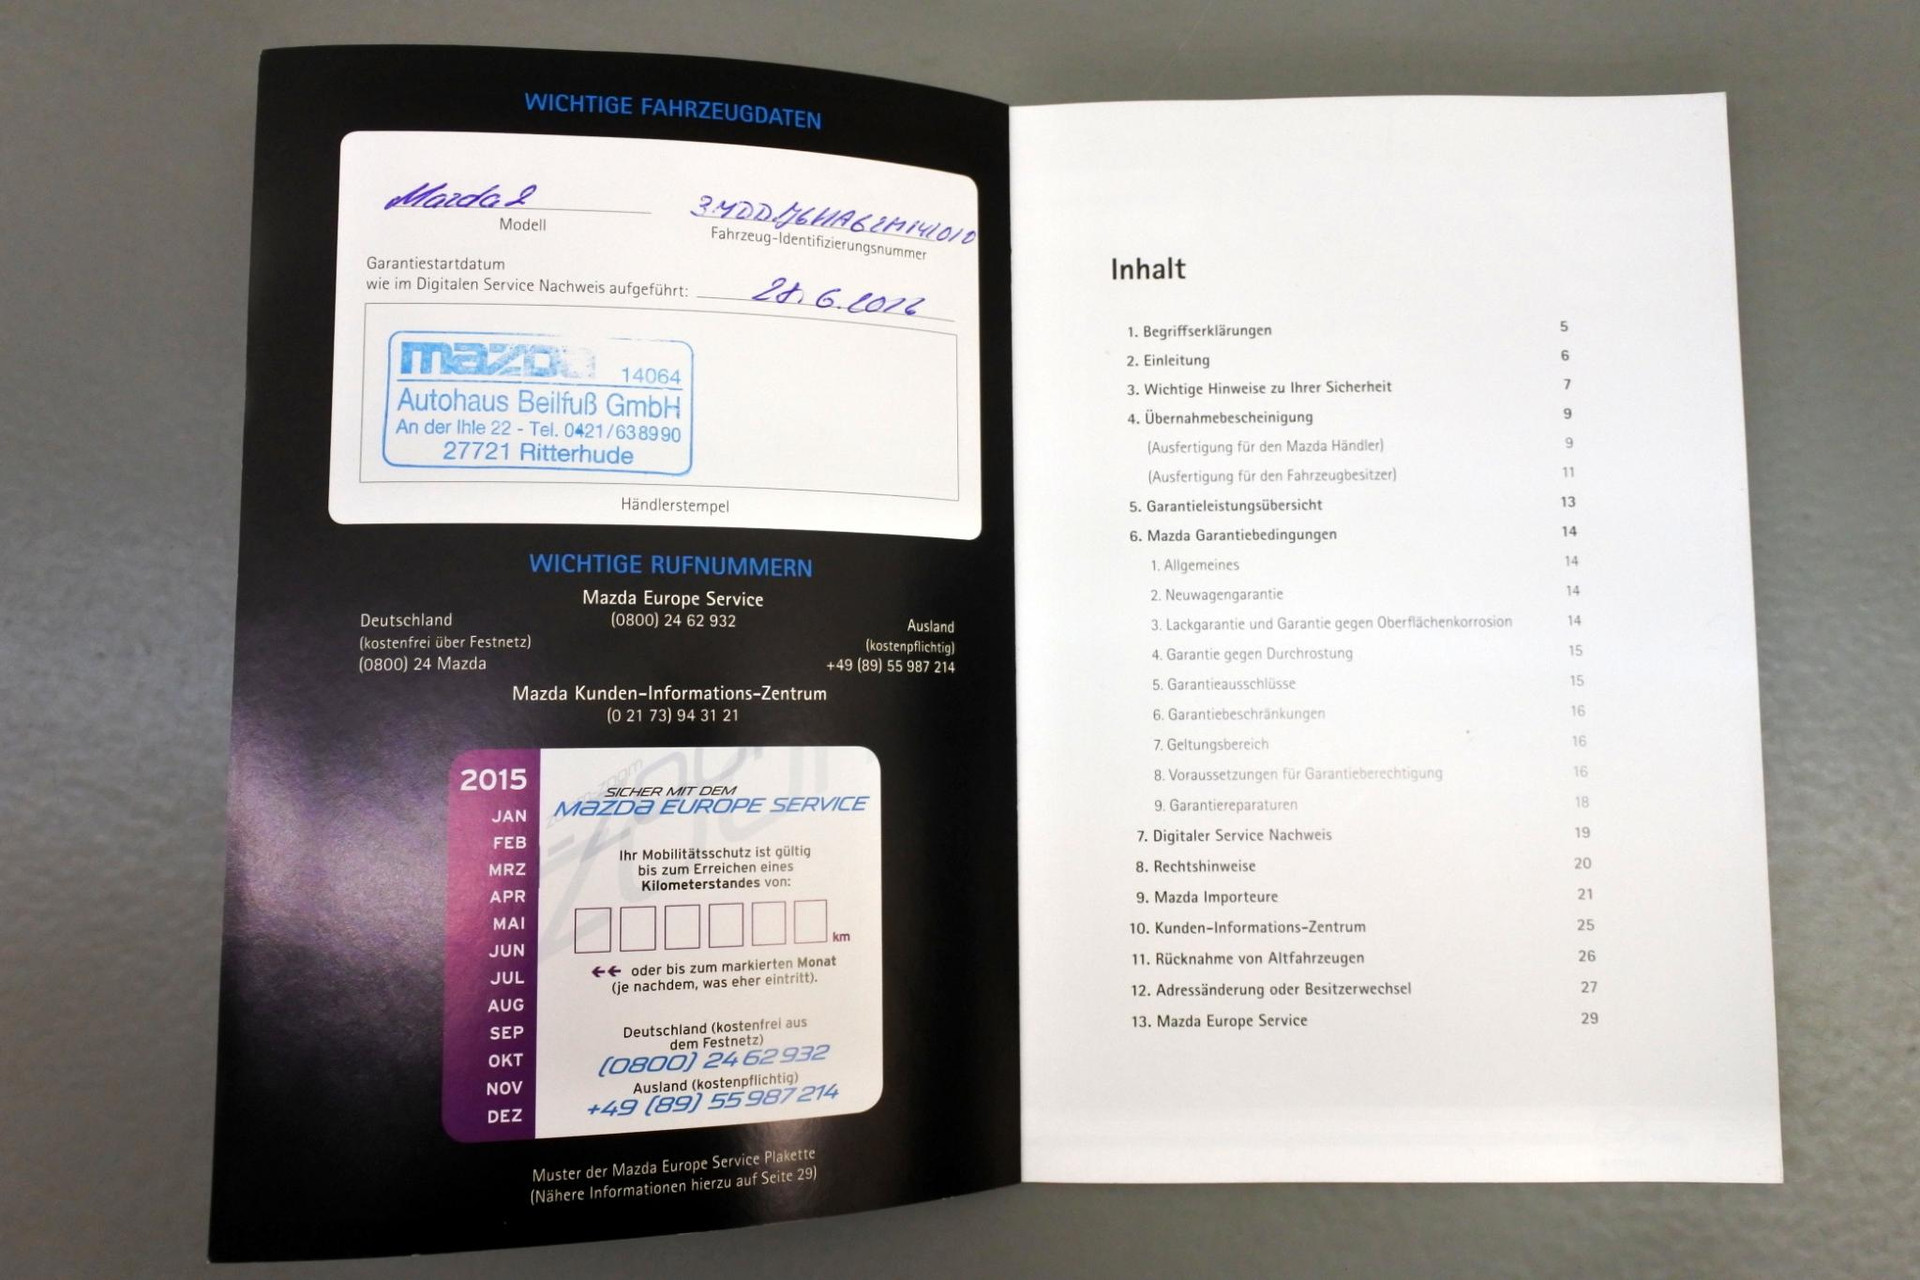 WICHTIGE FAHRZEUGDATEN
Mazda 2
Modell
Fahrzeug-Identifizierungsnummer
Garantiestartdatum
wie im Digitalen Service Nachweis aufgeführt: 28.6.2016
mazda 14064
Autohaus Beilfuß GmbH
An der Ihle 22 - Tel. 0421/638990
27721 Ritterhude
Händlerstempel
WICHTIGE RUFNUMMERN
Mazda Europe Service
(0800) 24 62 932
Deutschland
(kostenfrei über Festnetz)
(0800) 24 Mazda
Ausland
(kostenpflichtig)
+49 (89) 55 987 214
Mazda Kunden-Informations-Zentrum
(0 21 73) 94 31 21
2015
JAN
FEB
MRZ
APR
MAI
JUN
JUL
AUG
SEP
OKT
NOV
DEZ
SICHER MIT DEM
mazda EUROPE SERVICE
Ihr Mobilitätsschutz ist gültig
bis zum Erreichen eines
Kilometerstandes von:
km
←← oder bis zum markierten Monat
(je nachdem, was eher eintritt).
Deutschland (kostenfrei aus
dem Festnetz)
(0800) 24 62 932
Ausland (kostenpflichtig)
+49 (89) 55 987 214
Muster der Mazda Europe Service Plakette
(Nähere Informationen hierzu auf Seite 29)
Inhalt
1. Begriffserklärungen 5
2. Einleitung 6
3. Wichtige Hinweise zu Ihrer Sicherheit 7
4. Übernahmebescheinigung 9
(Ausfertigung für den Mazda Händler) 9
(Ausfertigung für den Fahrzeugbesitzer) 11
5. Garantieleistungsübersicht 13
6. Mazda Garantiebedingungen 14
1. Allgemeines 14
2. Neuwagengarantie 14
3. Lackgarantie und Garantie gegen Oberflächenkorrosion 14
4. Garantie gegen Durchrostung 15
5. Garantieausschlüsse 15
6. Garantiebeschränkungen 16
7. Geltungsbereich 16
8. Voraussetzungen für Garantieberechtigung 16
9. Garantiereparaturen 18
7. Digitaler Service Nachweis 19
8. Rechtshinweise 20
9. Mazda Importeure 21
10. Kunden-Informations-Zentrum 25
11. Rücknahme von Altfahrzeugen 26
12. Adressänderung oder Besitzerwechsel 27
13. Mazda Europe Service 29